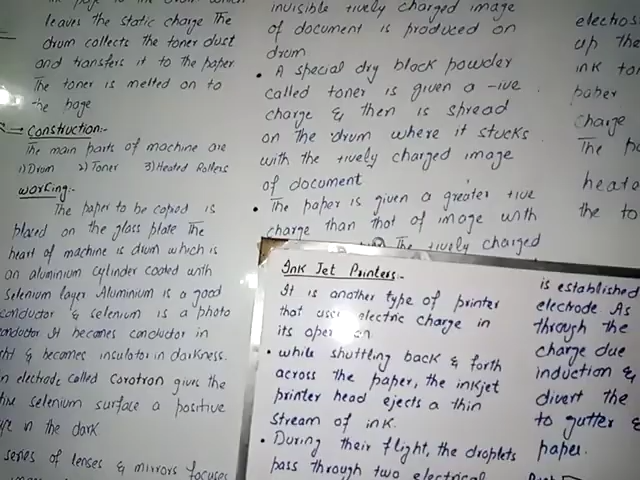 leaves the static charge The
drum collects the toner dust
and transfers it to the paper
The toner is melted on to
the page
Construction:-
The main parts of machine are
1) Drum 2) Toner 3) Heated Rollers
Working:-
The paper to be copied is
placed on the glass plate The
heart of machine is drum which is
an aluminium cylinder coated with
Selenium layer Aluminium is a good
conductor & selenium is a photo
conductor It becomes conductor in
& becomes insulator in darkness.
electrode called corotron gives the
selenium surface a positive
in the dark
series of lenses & mirrors focuses
invisible +ively charged image
of document is produced on
drum
• A special dry black powder
called toner is given a -ive
charge & then is spread
on the drum where it stucks
with the +ively charged image
of document
• The paper is given a greater +ive
charge than that of image with
The +ively charged
electros
up the
ink to
paper
charge
The
heate
the to
Ink Jet Printers:-
It is another type of printer
that uses electric charge in
its
• while shuttling back & forth
across the paper, the inkjet
printer head ejects a thin
stream of ink.
• During their flight, the droplets
pass through two electrical
is established
electrode As
through the
charge due
induction &
divert the
to gutter &
paper.